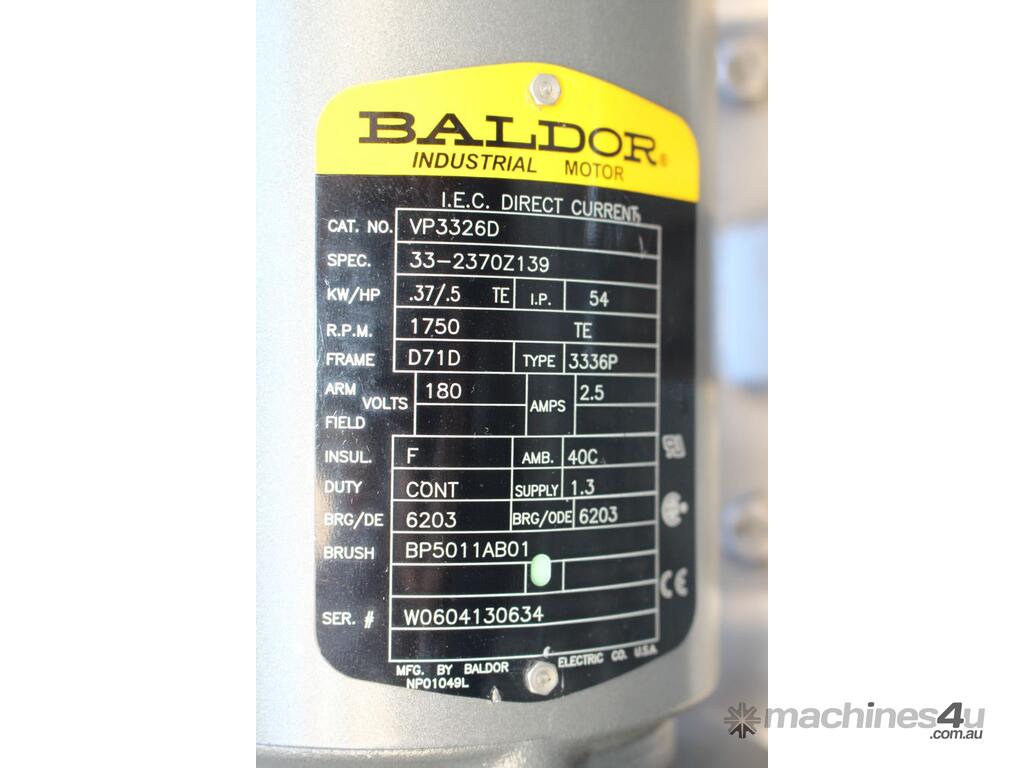 BALDOR®
INDUSTRIAL MOTOR
I.E.C. DIRECT CURRENT
CAT. NO. VP3326D
SPEC. 33-2370Z139
KW/HP .37/.5 TE I.P. 54
R.P.M. 1750 TE
FRAME D71D TYPE 3336P
ARM VOLTS 180 AMPS 2.5
FIELD
INSUL. F AMB. 40C
DUTY CONT SUPPLY 1.3
BRG/DE 6203 BRG/ODE 6203
BRUSH BP5011AB01
SER. # W0604130634
MFG. BY BALDOR ELECTRIC CO. U.S.A.
NP01049L
CE
machines4u
.com.au